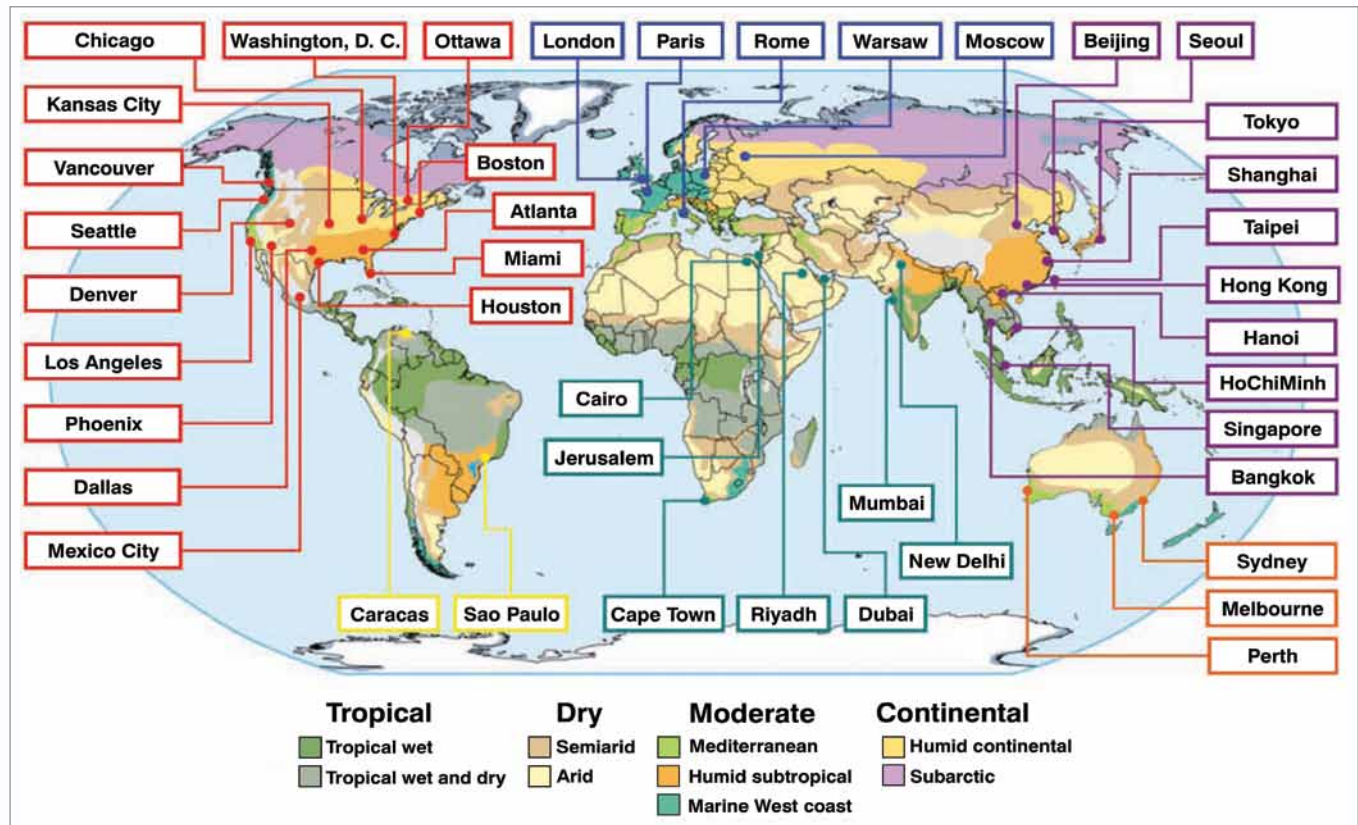 Chicago
Washington, D. C.
Ottawa
London
Paris
Rome
Warsaw
Moscow
Beijing
Seoul
Kansas City
Tokyo
Vancouver
Boston
Shanghai
Seattle
Atlanta
Taipei
Denver
Miami
Hong Kong
Houston
Hanoi
Los Angeles
Cairo
HoChiMinh
Phoenix
Jerusalem
Singapore
Dallas
Mumbai
Bangkok
Mexico City
New Delhi
Sydney
Caracas
Sao Paulo
Cape Town
Riyadh
Dubai
Melbourne
Perth
Tropical
Tropical wet
Tropical wet and dry
Dry
Semiarid
Arid
Moderate
Mediterranean
Humid subtropical
Marine West coast
Continental
Humid continental
Subarctic